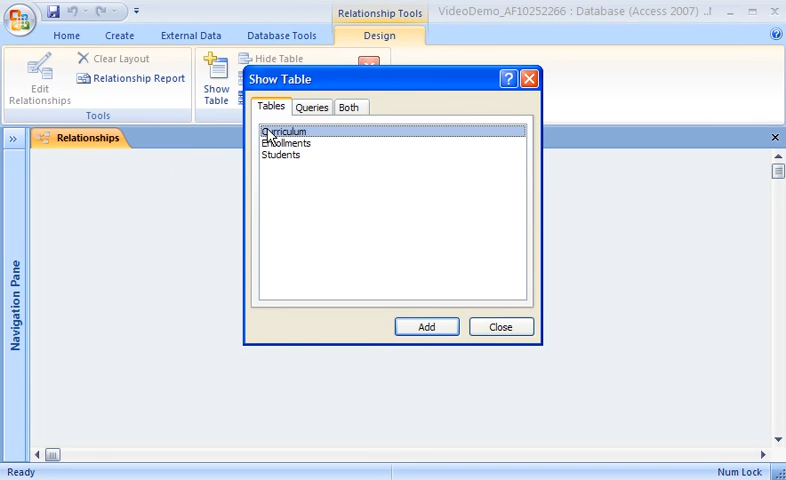 Relationship Tools
VideoDemo_AF10252266 : Database (Access 2007) ..
Home
Create
External Data
Database Tools
Design
Edit
Relationships
Clear Layout
Relationship Report
Tools
Show
Table
Hide Table
Show Table
Tables
Queries
Both
Curriculum
Enrollments
Students
Add
Close
Relationships
Navigation Pane
Ready
Num Lock